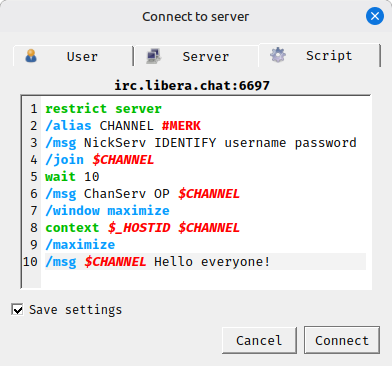 Connect to server
User Server Script
irc.libera.chat:6697
1 restrict server
2 /alias CHANNEL #MERK
3 /msg NickServ IDENTIFY username password
4 /join $CHANNEL
5 wait 10
6 /msg ChanServ OP $CHANNEL
7 /window maximize
8 context $_HOSTID $CHANNEL
9 /maximize
10 /msg $CHANNEL Hello everyone!
Save settings
Cancel Connect